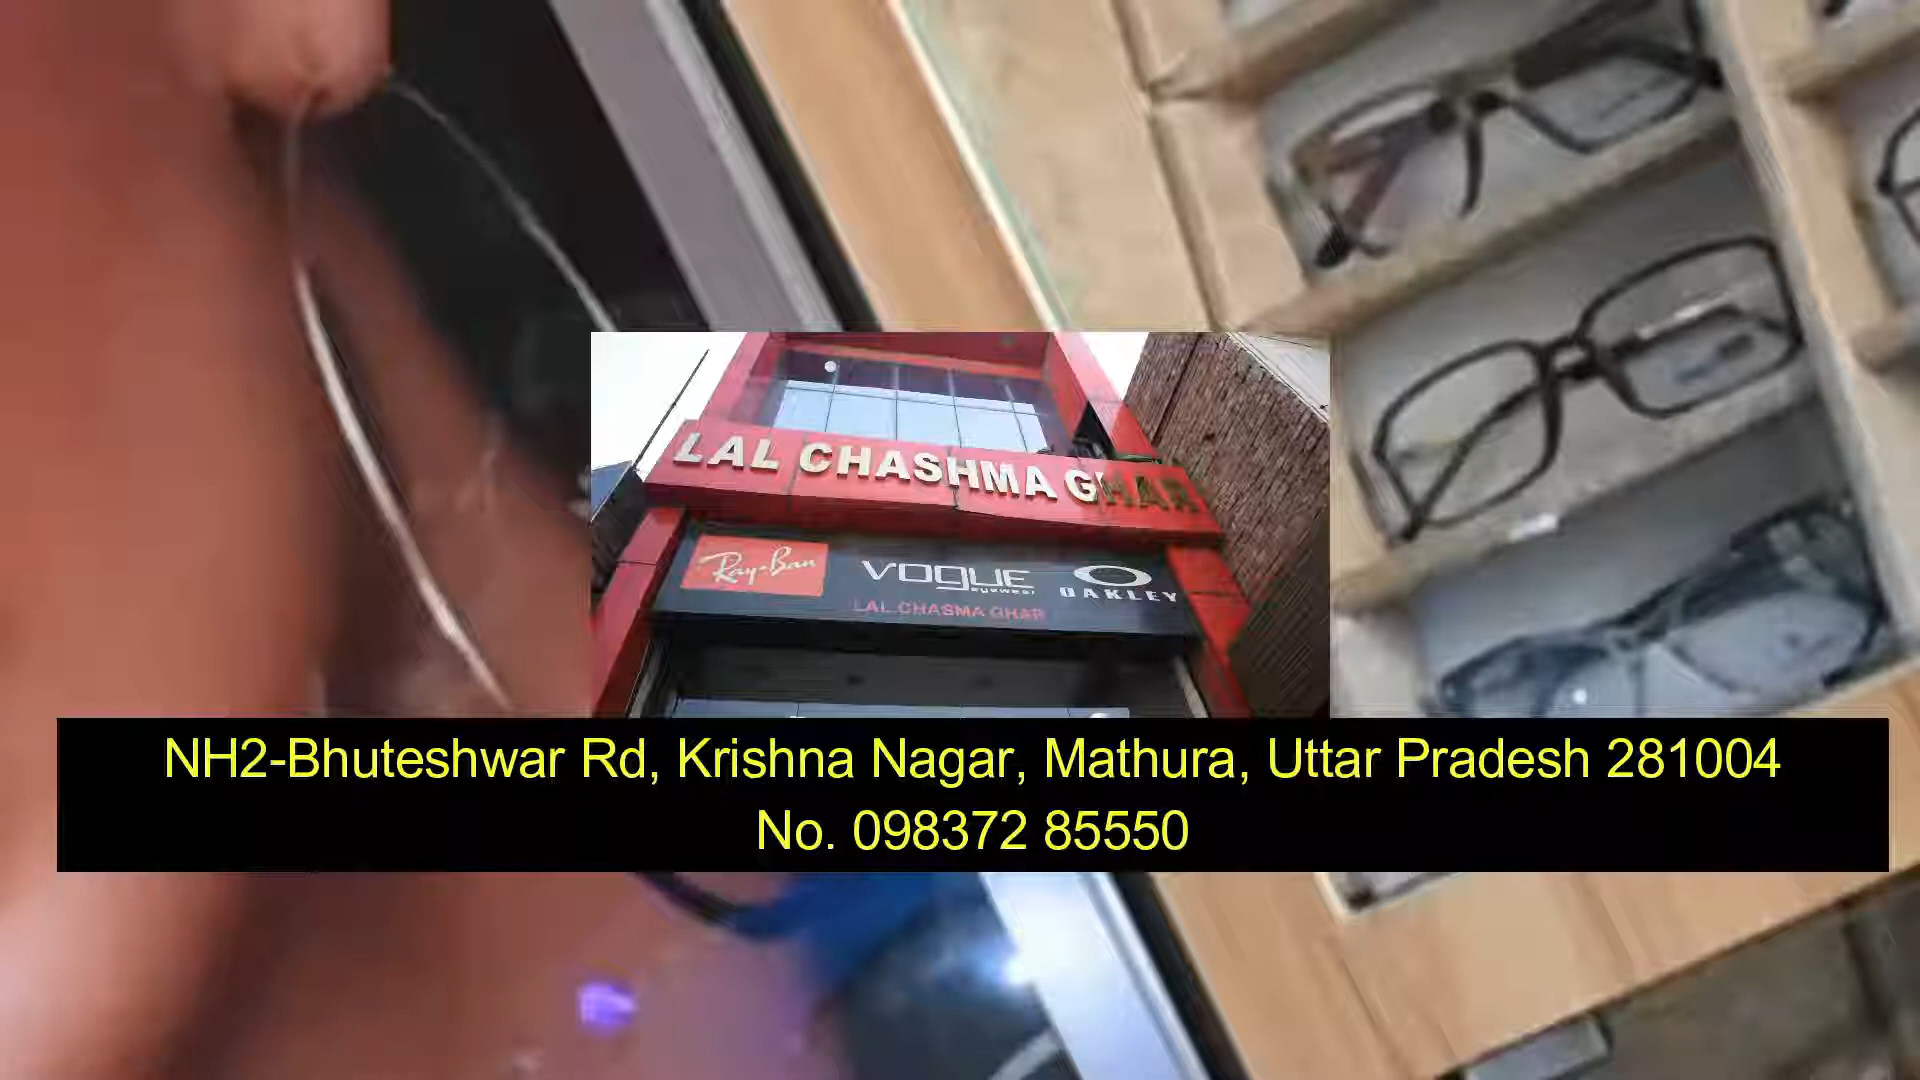 LAL CHASHMA GHAR
Ray-Ban
VOGUE
eyewear
OAKLEY
LAL CHASMA GHAR
NH2-Bhuteshwar Rd, Krishna Nagar, Mathura, Uttar Pradesh 281004
No. 098372 85550